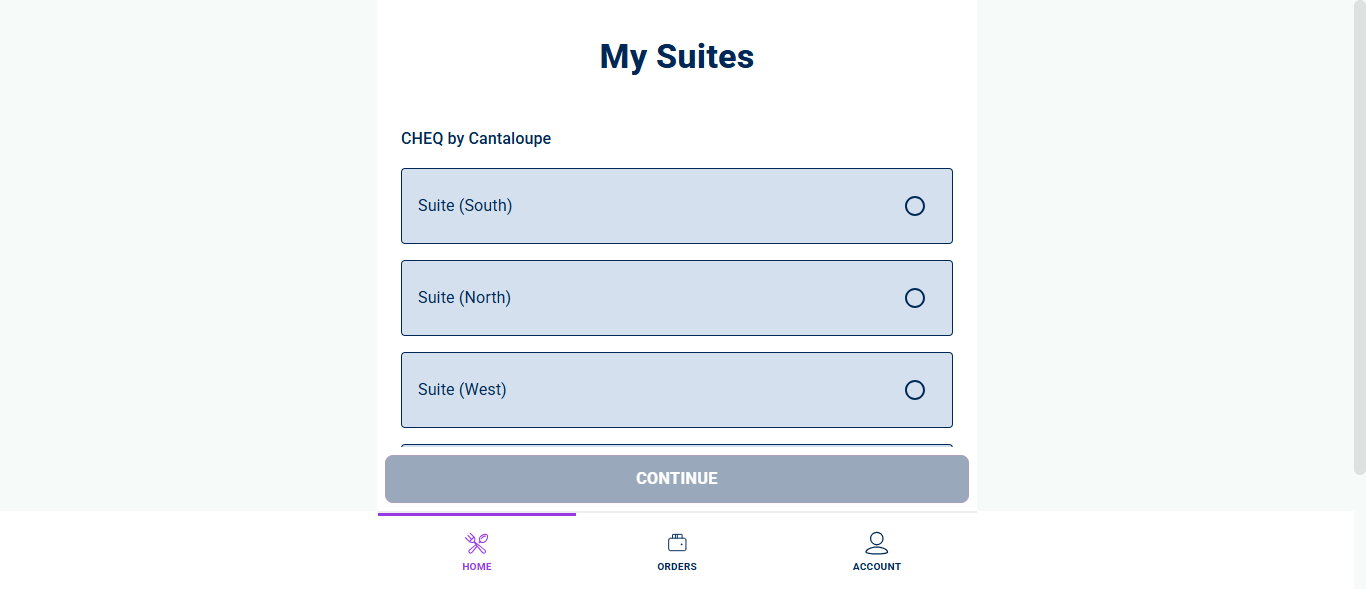 My Suites
CHEQ by Cantaloupe
Suite (South)
Suite (North)
Suite (West)
CONTINUE
HOME
ORDERS
ACCOUNT